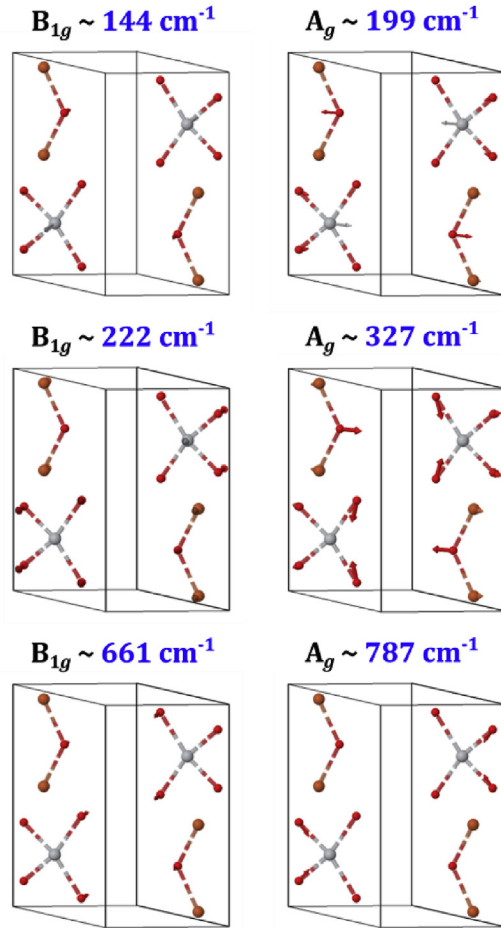 B1g ~ 144 cm-1
Ag ~ 199 cm-1
B1g ~ 222 cm-1
Ag ~ 327 cm-1
B1g ~ 661 cm-1
Ag ~ 787 cm-1